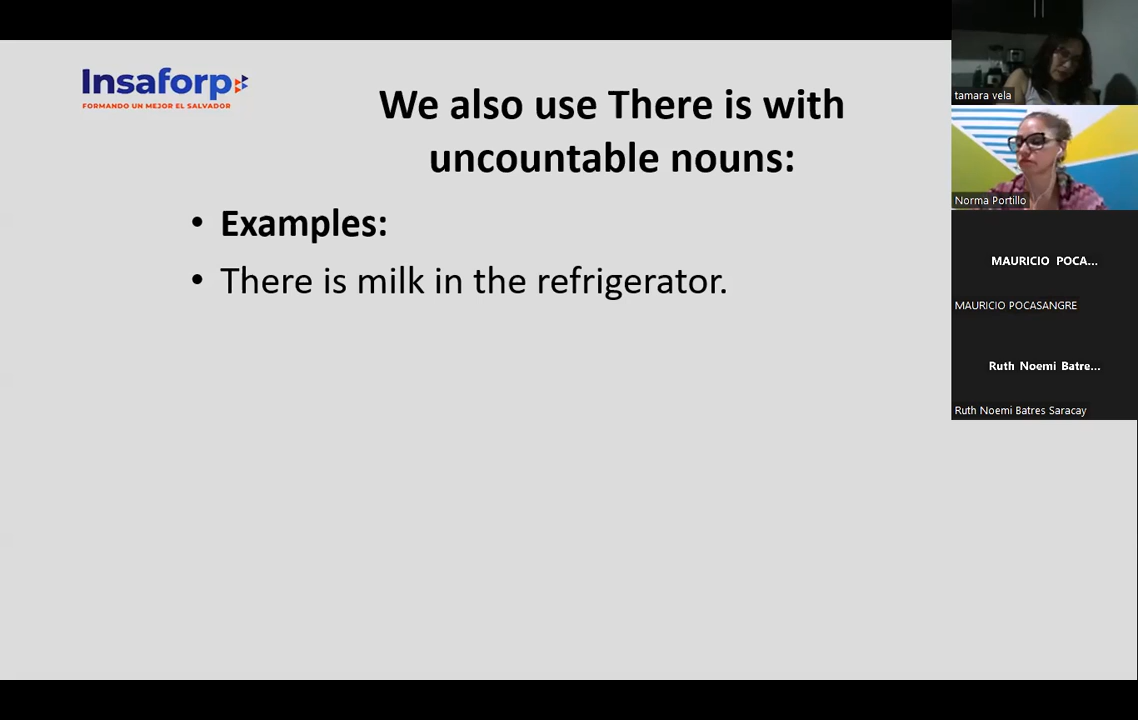 Insaforp
FORMANDO UN MEJOR EL SALVADOR
We also use There is with
uncountable nouns:
• Examples:
• There is milk in the refrigerator.
tamara vela
Norma Portillo
MAURICIO POCA...
MAURICIO POCASANGRE
Ruth Noemi Batre...
Ruth Noemi Batres Saracay